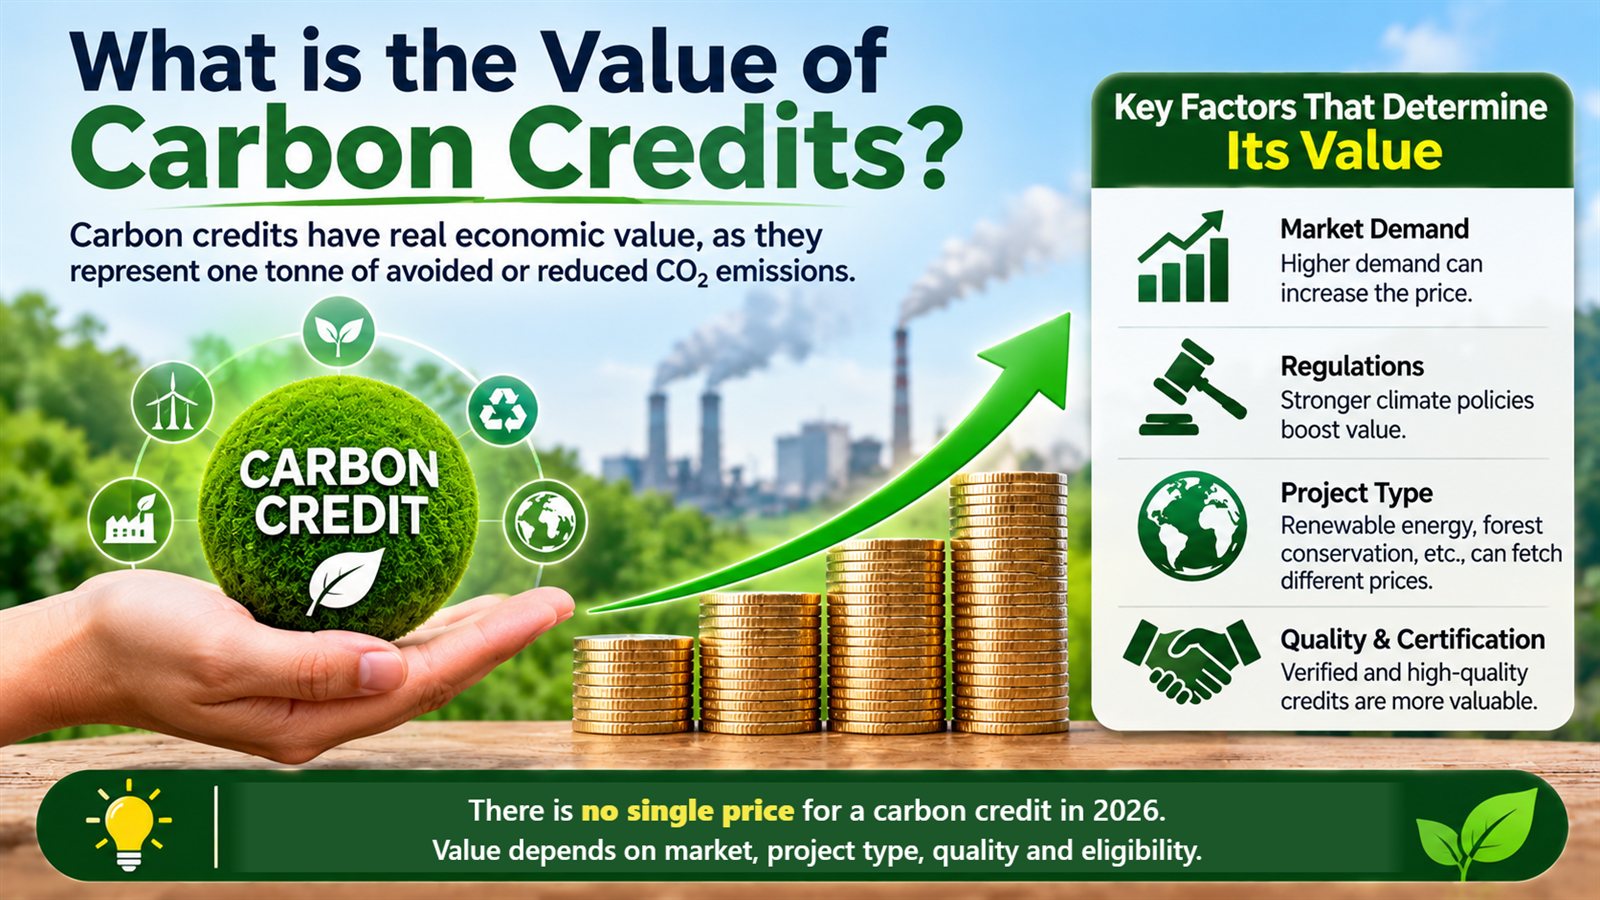 What is the Value of
Carbon Credits?
Carbon credits have real economic value, as they
represent one tonne of avoided or reduced CO₂ emissions.
CARBON
CREDIT
Key Factors That Determine
Its Value
Market Demand
Higher demand can
increase the price.
Regulations
Stronger climate policies
boost value.
Project Type
Renewable energy, forest
conservation, etc., can fetch
different prices.
Quality & Certification
Verified and high-quality
credits are more valuable.
There is no single price for a carbon credit in 2026.
Value depends on market, project type, quality and eligibility.